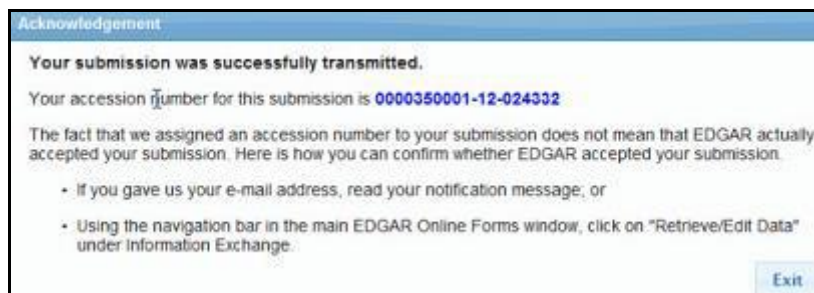 Acknowledgement
Your submission was successfully transmitted.
Your accession number for this submission is 0000350001-12-024332
The fact that we assigned an accession number to your submission does not mean that EDGAR actually
accepted your submission. Here is how you can confirm whether EDGAR accepted your submission.
• If you gave us your e-mail address, read your notification message; or
• Using the navigation bar in the main EDGAR Online Forms window, click on "Retrieve/Edit Data"
under Information Exchange.
Exit